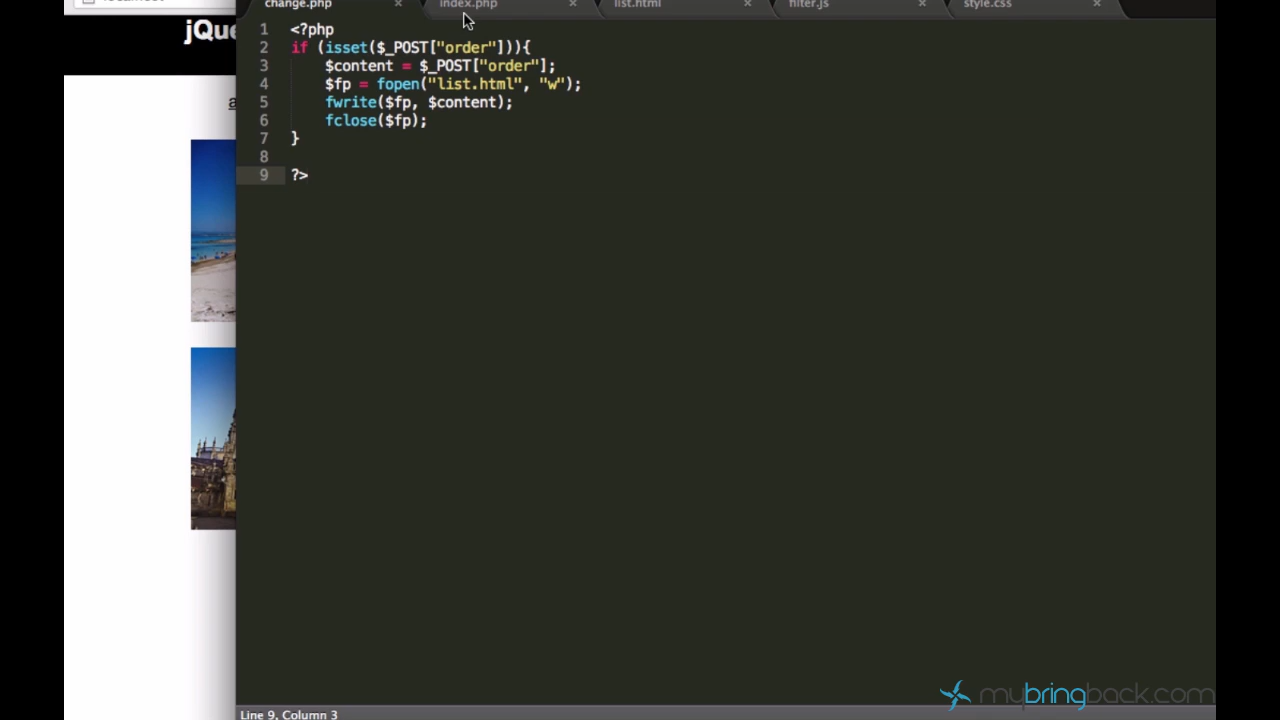 change.php × index.php × list.html × filter.js × style.css ×
jQue
a
1 <?php
2 if (isset($_POST["order"])){
3 $content = $_POST["order"];
4 $fp = fopen("list.html", "w");
5 fwrite($fp, $content);
6 fclose($fp);
7 }
8
9 ?>
mybringback.com
Line 9, Column 3